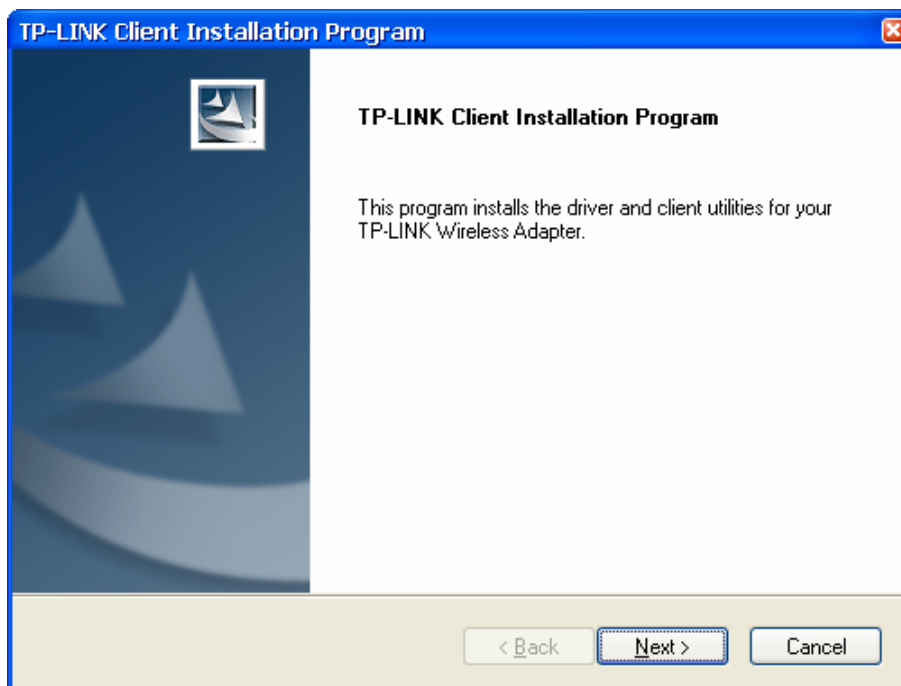 TP-LINK Client Installation Program
TP-LINK Client Installation Program
This program installs the driver and client utilities for your
TP-LINK Wireless Adapter.
< Back
Next >
Cancel